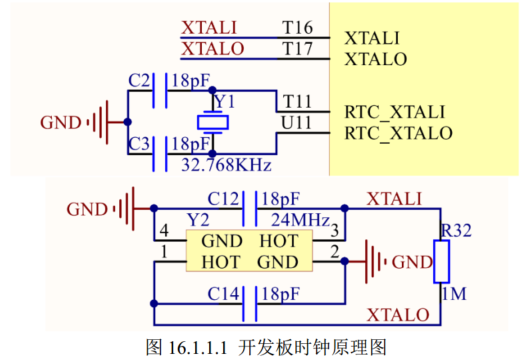 XTALI T16 XTALI
XTALO T17 XTALO
C2 18pF
Y1
T11 RTC_XTALI
GND
U11 RTC_XTALO
C3 18pF
32.768KHz
C12 18pF XTALI
GND
Y2 24MHz
4 GND HOT 3
R32
1 HOT GND 2
GND
C14 18pF 1M
XTALO
图 16.1.1.1 开发板时钟原理图